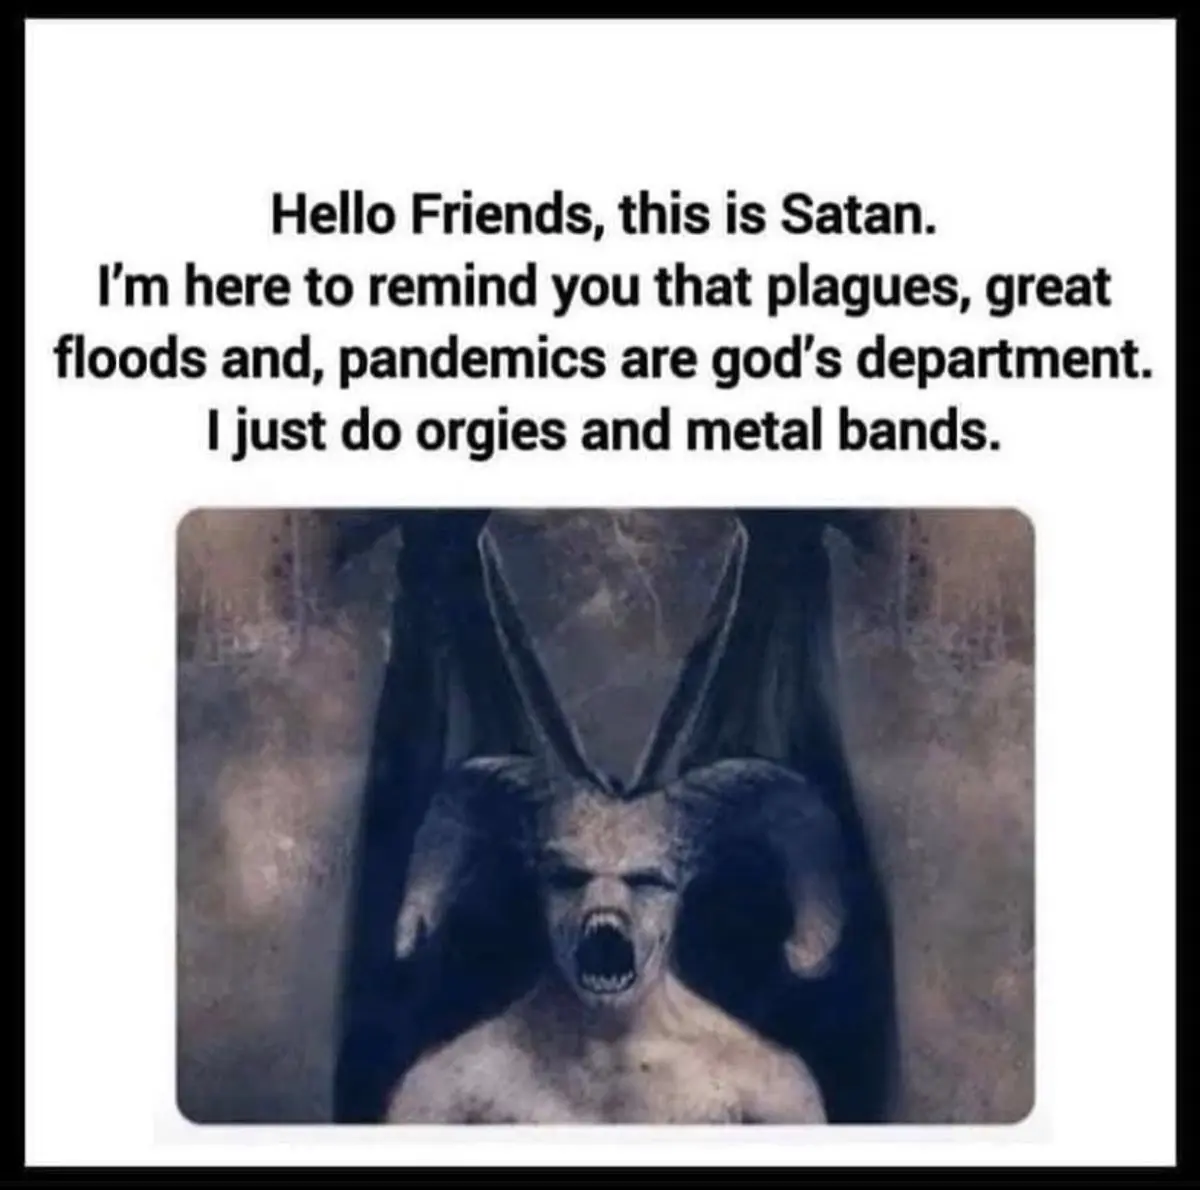 Hello Friends, this is Satan.
I'm here to remind you that plagues, great
floods and, pandemics are god's department.
I just do orgies and metal bands.